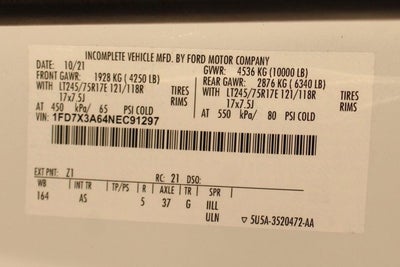 INCOMPLETE VEHICLE MFD. BY FORD MOTOR COMPANY
DATE: 10/21 GVWR: 4536 KG (10000 LB)
FRONT GAWR: 1928 KG (4250 LB) REAR GAWR: 2876 KG (6340 LB)
WITH LT245/75R17E 121/118R TIRES WITH LT245/75R17E 121/118R TIRES
17x7.5J RIMS 17x7.5J RIMS
AT 450 kPa/ 65 PSI COLD AT 550 kPa/ 80 PSI COLD
VIN: 1FD7X3A64NEC91297
EXT PNT: Z1 RC: 21 DSO:
WB INT TR TP/PS R AXLE TR SPR
164 AS 5 37 G IILL
ULN ▽ 5U5A-3520472-AA